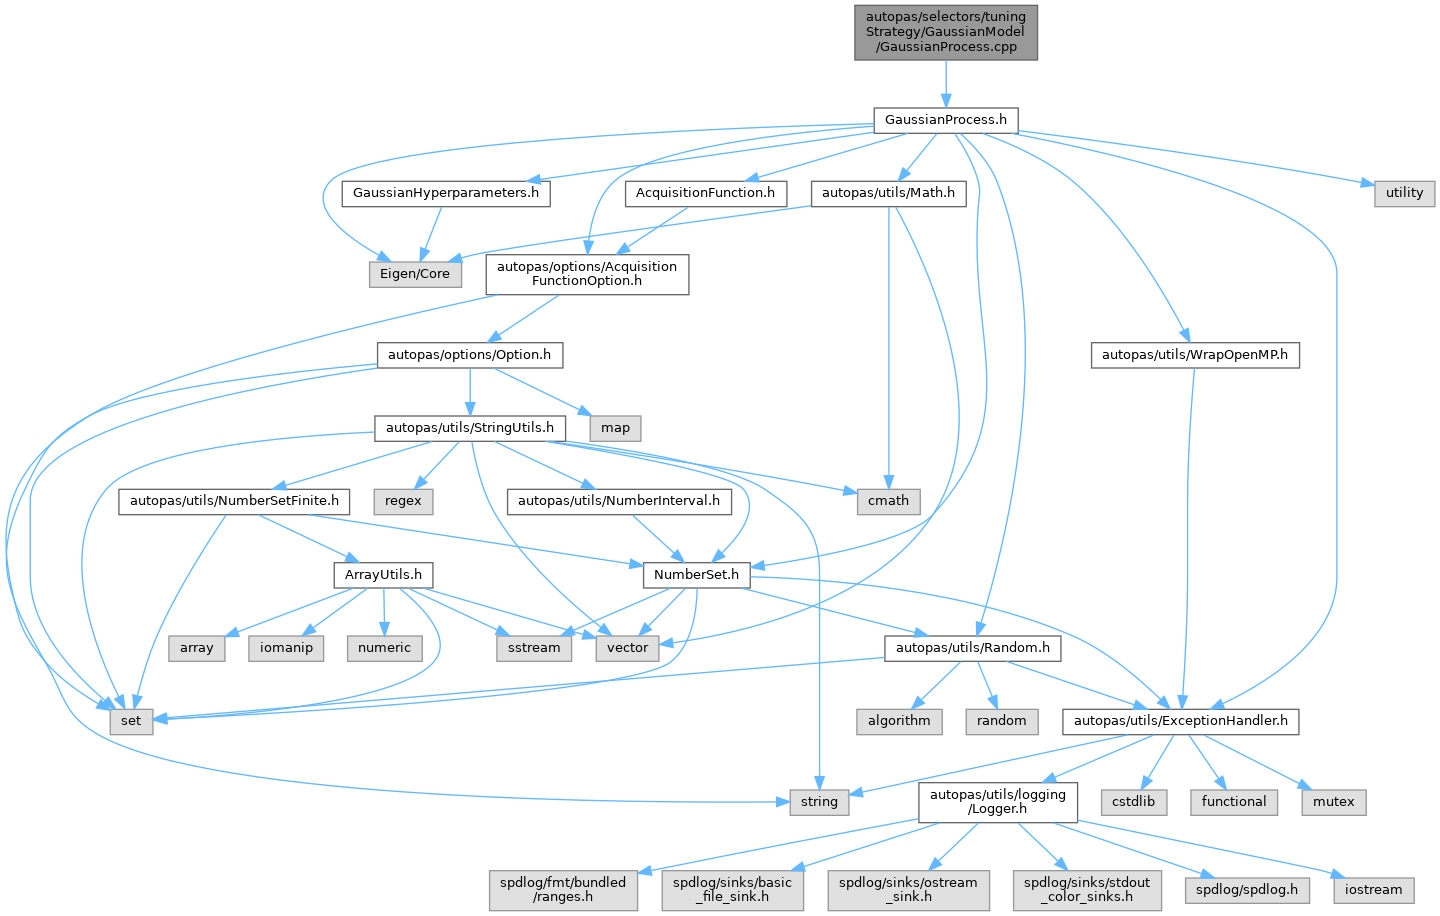 autopas/selectors/tuning
Strategy/GaussianModel
/GaussianProcess.cpp
GaussianProcess.h
GaussianHyperparameters.h
AcquisitionFunction.h
autopas/utils/Math.h
utility
Eigen/Core
autopas/options/Acquisition
FunctionOption.h
autopas/options/Option.h
autopas/utils/WrapOpenMP.h
autopas/utils/StringUtils.h
map
autopas/utils/NumberSetFinite.h
regex
autopas/utils/NumberInterval.h
cmath
ArrayUtils.h
NumberSet.h
array
iomanip
numeric
sstream
vector
autopas/utils/Random.h
set
algorithm
random
autopas/utils/ExceptionHandler.h
string
autopas/utils/logging
/Logger.h
cstdlib
functional
mutex
spdlog/fmt/bundled
/ranges.h
spdlog/sinks/basic
_file_sink.h
spdlog/sinks/ostream
_sink.h
spdlog/sinks/stdout
_color_sinks.h
spdlog/spdlog.h
iostream